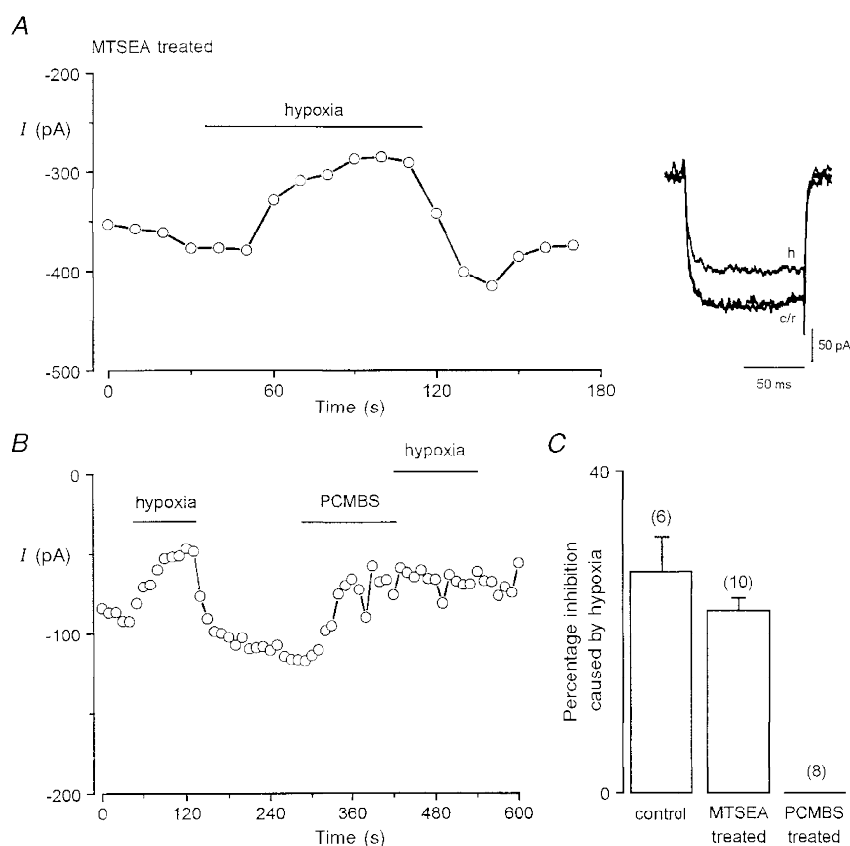 A
MTSEA treated
-200
hypoxia
I (pA)
-300
-400
-500
0
60
120
180
Time (s)
h
c/r
50 pA
50 ms
B
hypoxia
0
hypoxia
PCMBS
I (pA)
-100
-200
0
120
240
360
480
600
Time (s)
C
40
(6)
(10)
(8)
Percentage inhibition
caused by hypoxia
0
control
MTSEA
treated
PCMBS
treated